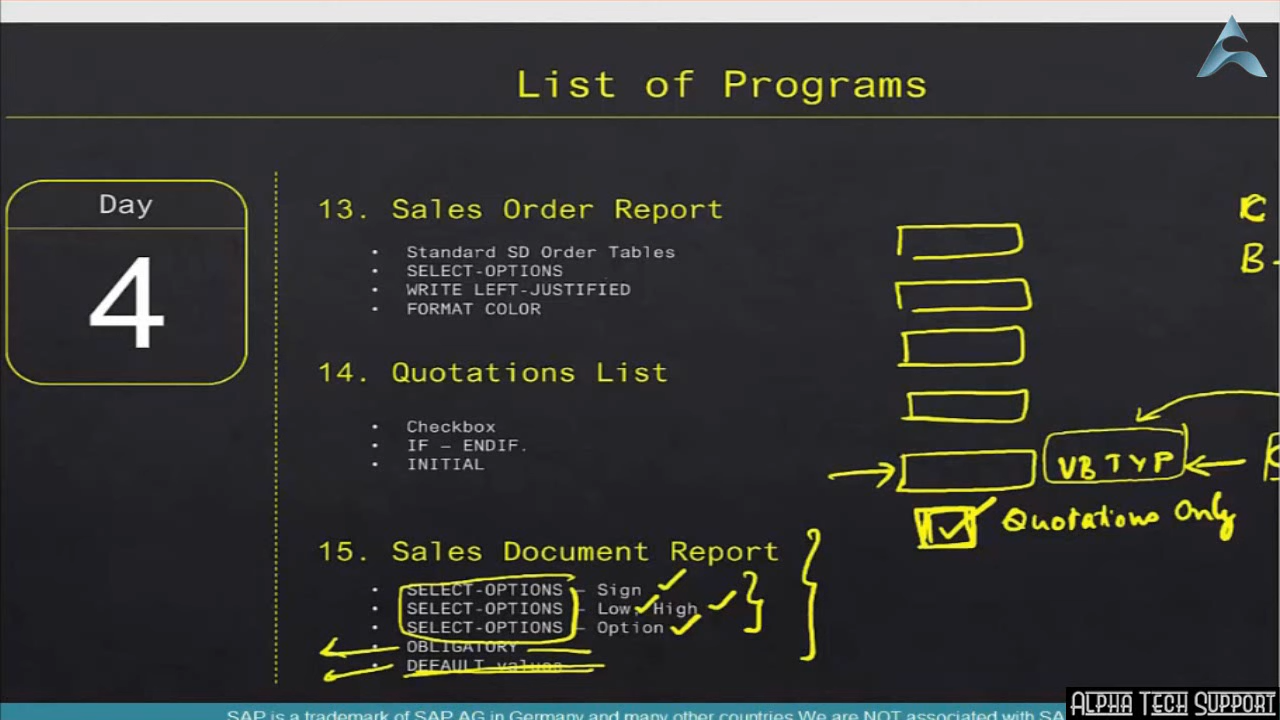 List of Programs
Day
4
13. Sales Order Report
• Standard SD Order Tables
• SELECT-OPTIONS
• WRITE LEFT-JUSTIFIED
• FORMAT COLOR
14. Quotations List
• Checkbox
• IF – ENDIF.
• INITIAL
15. Sales Document Report
• SELECT-OPTIONS – Sign
• SELECT-OPTIONS – Low, High
• SELECT-OPTIONS – Option
• OBLIGATORY
• DEFAULT values
C
B-
VBTYP
Quotations Only
SAP is a trademark of SAP AG in Germany and many other countries We are NOT associated with SA
ALPHA TECH SUPPORT